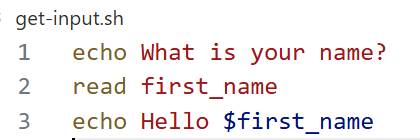 get-input.sh
1 echo What is your name?
2 read first_name
3 echo Hello $first_name